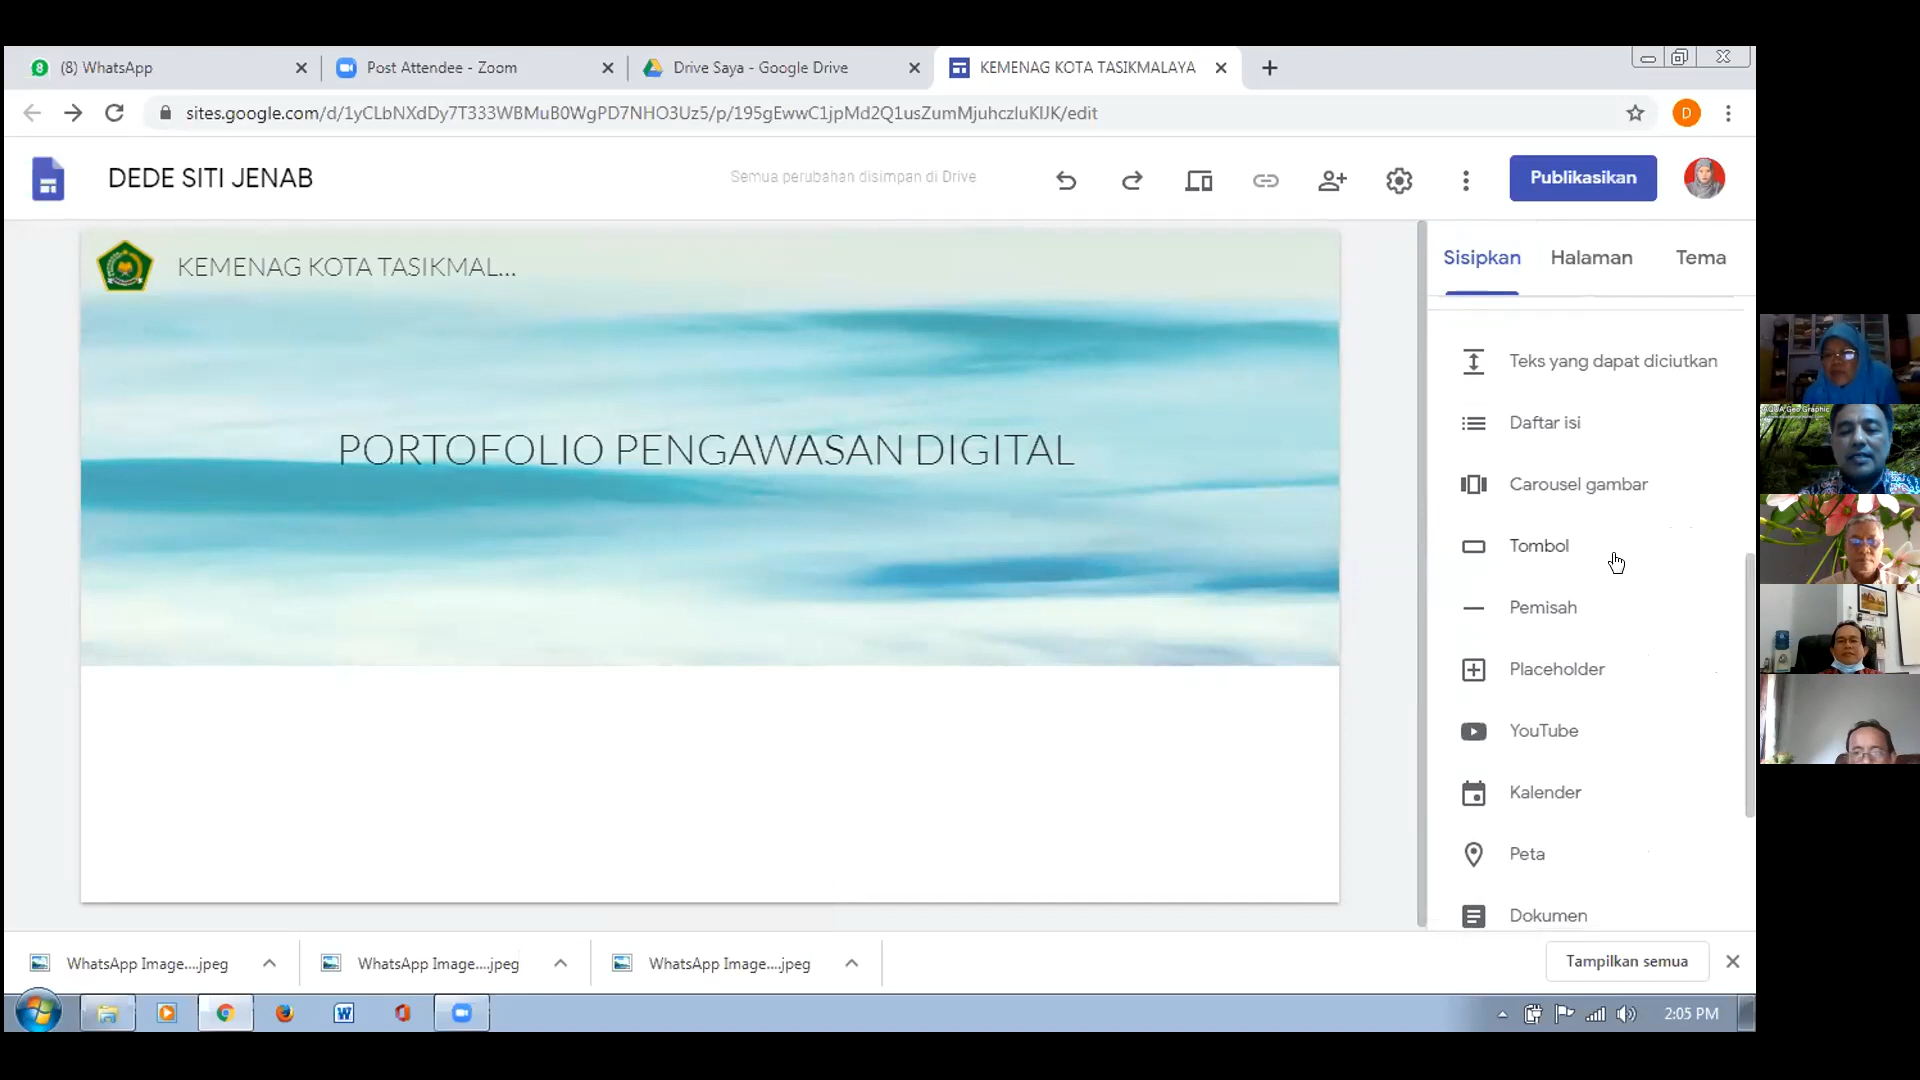 (8) WhatsApp
Post Attendee - Zoom
Drive Saya - Google Drive
KEMENAG KOTA TASIKMALAYA
sites.google.com/d/1yCLbNXdDy7T333WBMuB0WgPD7NHO3Uz5/p/195gEwwC1jpMd2Q1usZumMjuhczluKlJK/edit
D
DEDE SITI JENAB
Semua perubahan disimpan di Drive
Publikasikan
KEMENAG KOTA TASIKMAL...
PORTOFOLIO PENGAWASAN DIGITAL
Sisipkan
Halaman
Tema
Teks yang dapat diciutkan
Daftar isi
Carousel gambar
Tombol
Pemisah
Placeholder
YouTube
Kalender
Peta
Dokumen
WhatsApp Image....jpeg
WhatsApp Image....jpeg
WhatsApp Image....jpeg
Tampilkan semua
2:05 PM